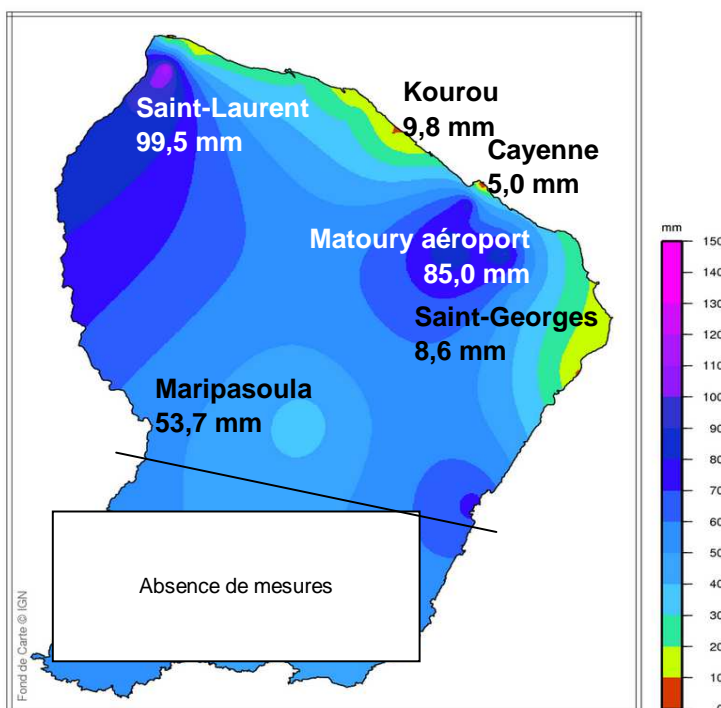 Kourou
9,8 mm
Cayenne
5,0 mm
Saint-Laurent
99,5 mm
Matoury aéroport
85,0 mm
Saint-Georges
8,6 mm
Maripasoula
53,7 mm
Absence de mesures
Fond de Carte © IGN
mm
150
140
130
120
110
100
90
80
70
60
50
40
30
20
10
0